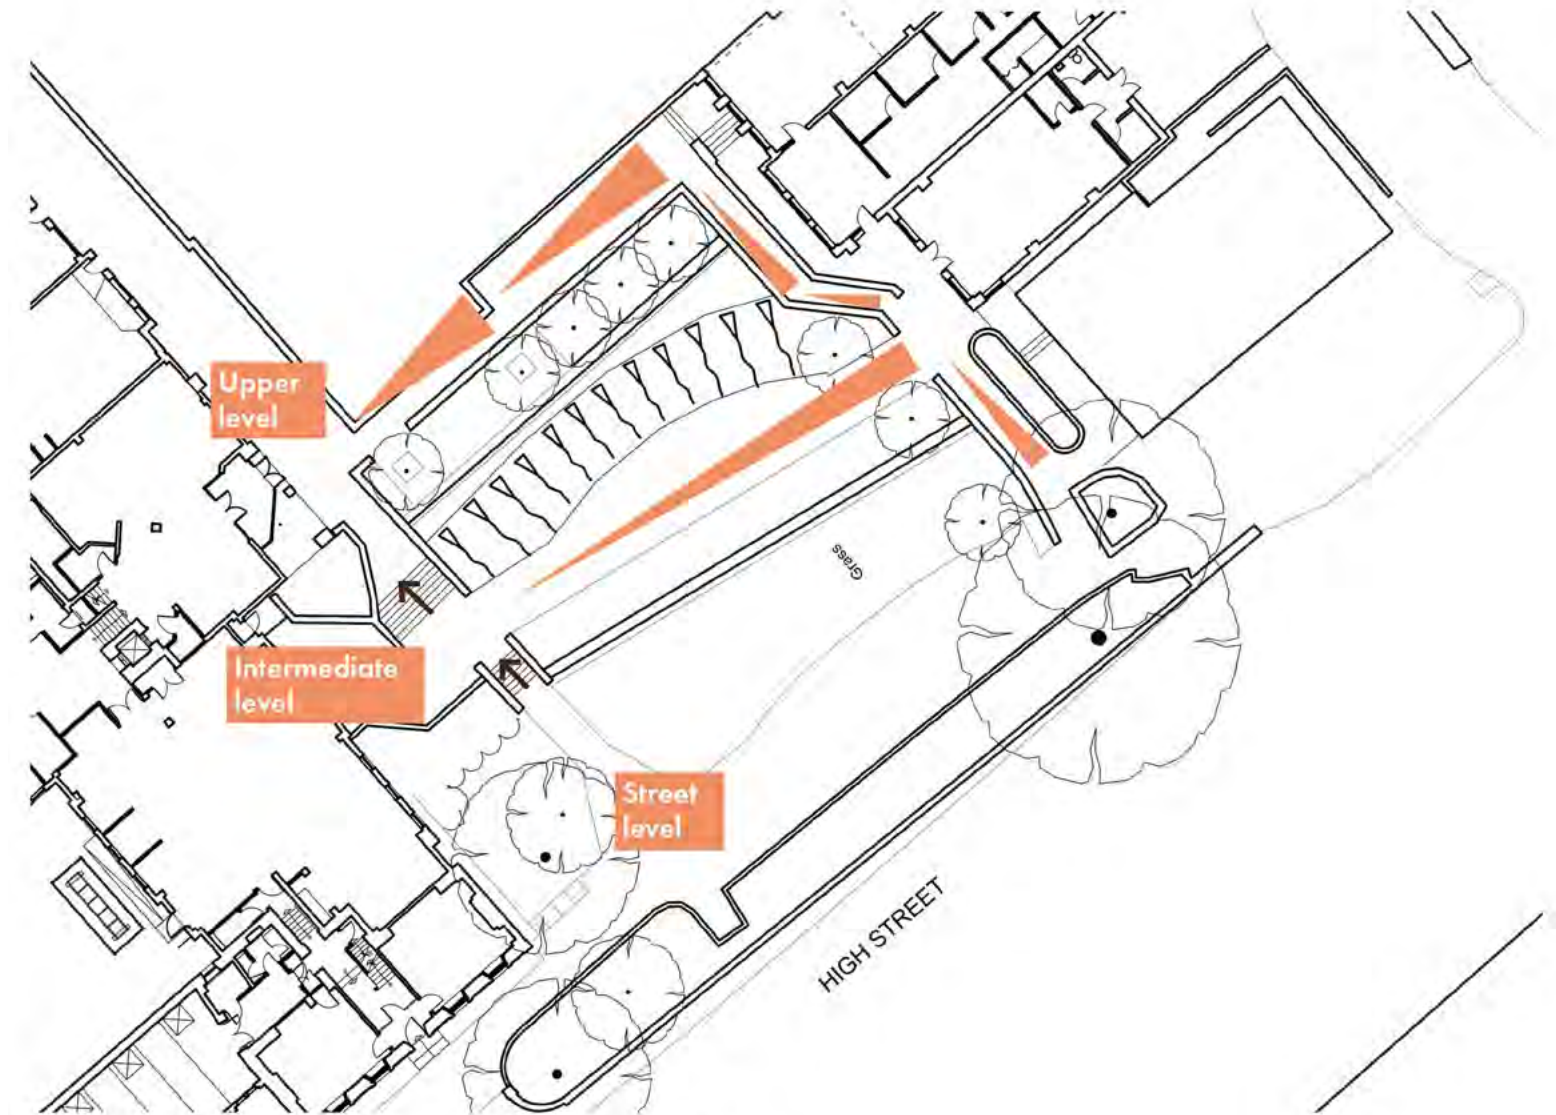 Upper
level
Grass
Intermediate
level
Street
level
HIGH STREET